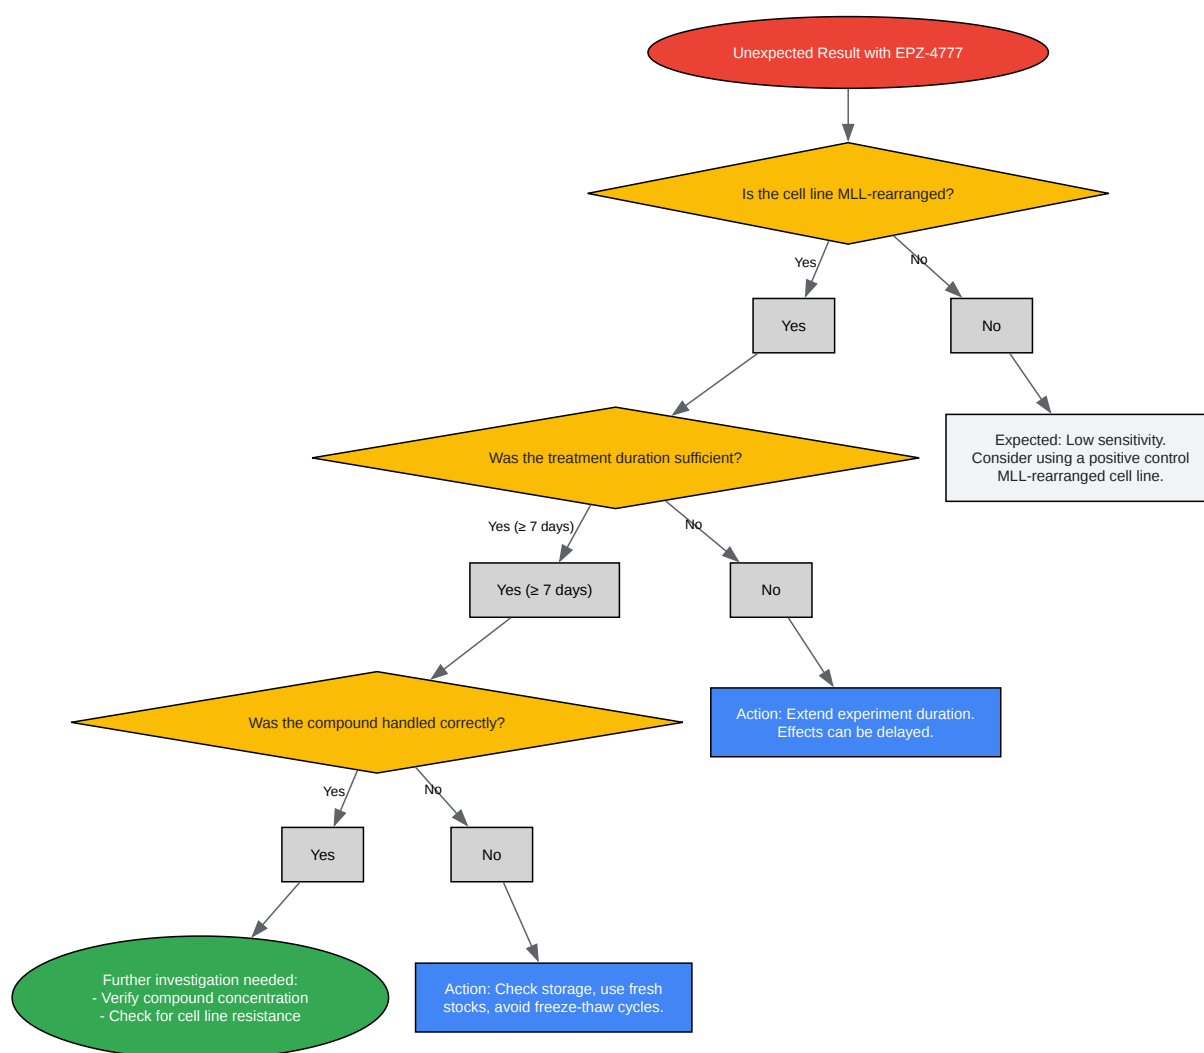 Unexpected Result with EPZ-4777
Is the cell line MLL-rearranged?
Yes
No
Yes
No
Expected: Low sensitivity.
Consider using a positive control
MLL-rearranged cell line.
Was the treatment duration sufficient?
Yes (≥ 7 days)
No
Yes (≥ 7 days)
No
Action: Extend experiment duration.
Effects can be delayed.
Was the compound handled correctly?
Yes
No
Yes
No
Further investigation needed:
- Verify compound concentration
- Check for cell line resistance
Action: Check storage, use fresh
stocks, avoid freeze-thaw cycles.